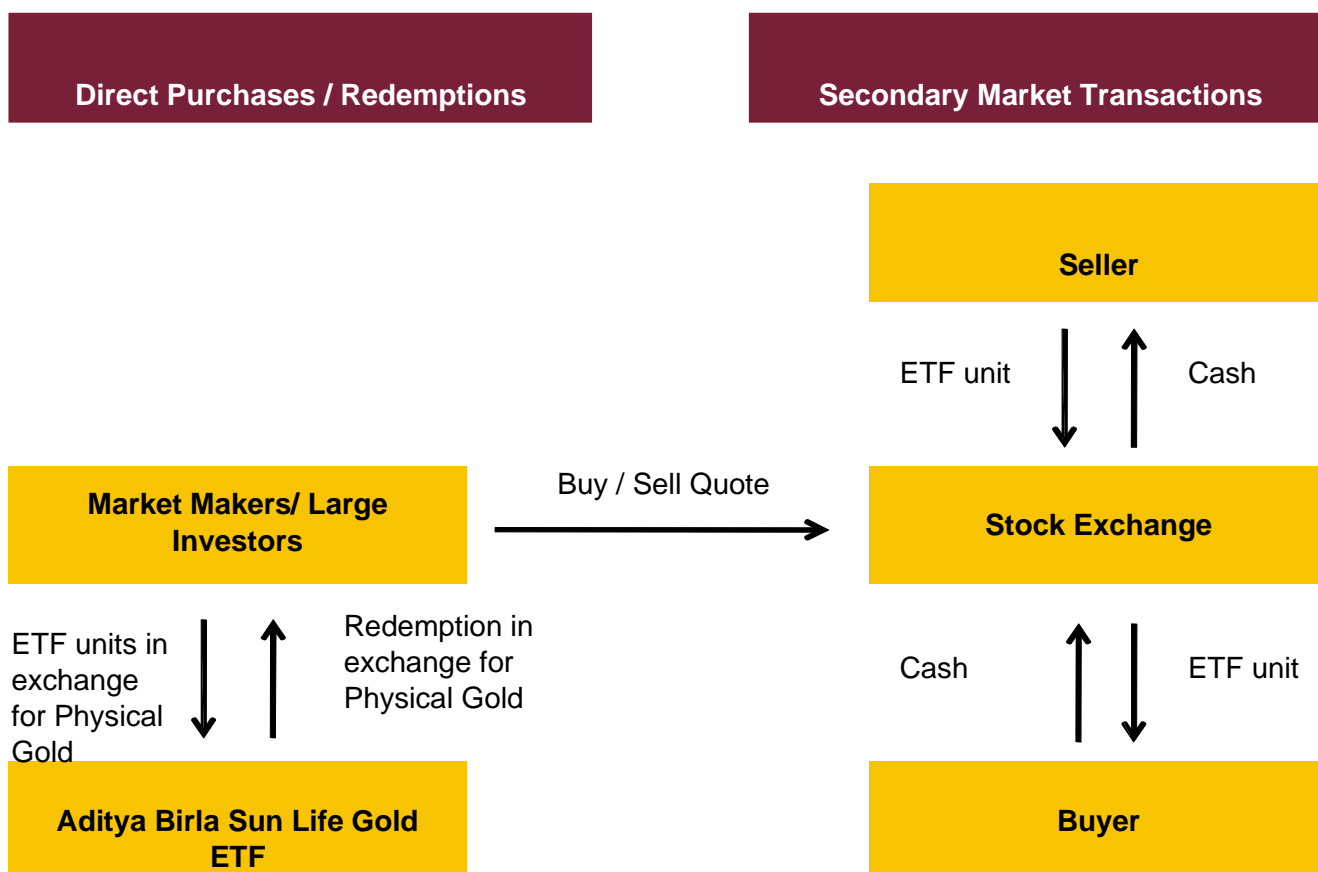 Direct Purchases / Redemptions
Secondary Market Transactions
Seller
ETF unit
Cash
Market Makers/ Large
Investors
Buy / Sell Quote
Stock Exchange
ETF units in
exchange
for Physical
Gold
Redemption in
exchange for
Physical Gold
Cash
ETF unit
Aditya Birla Sun Life Gold
ETF
Buyer